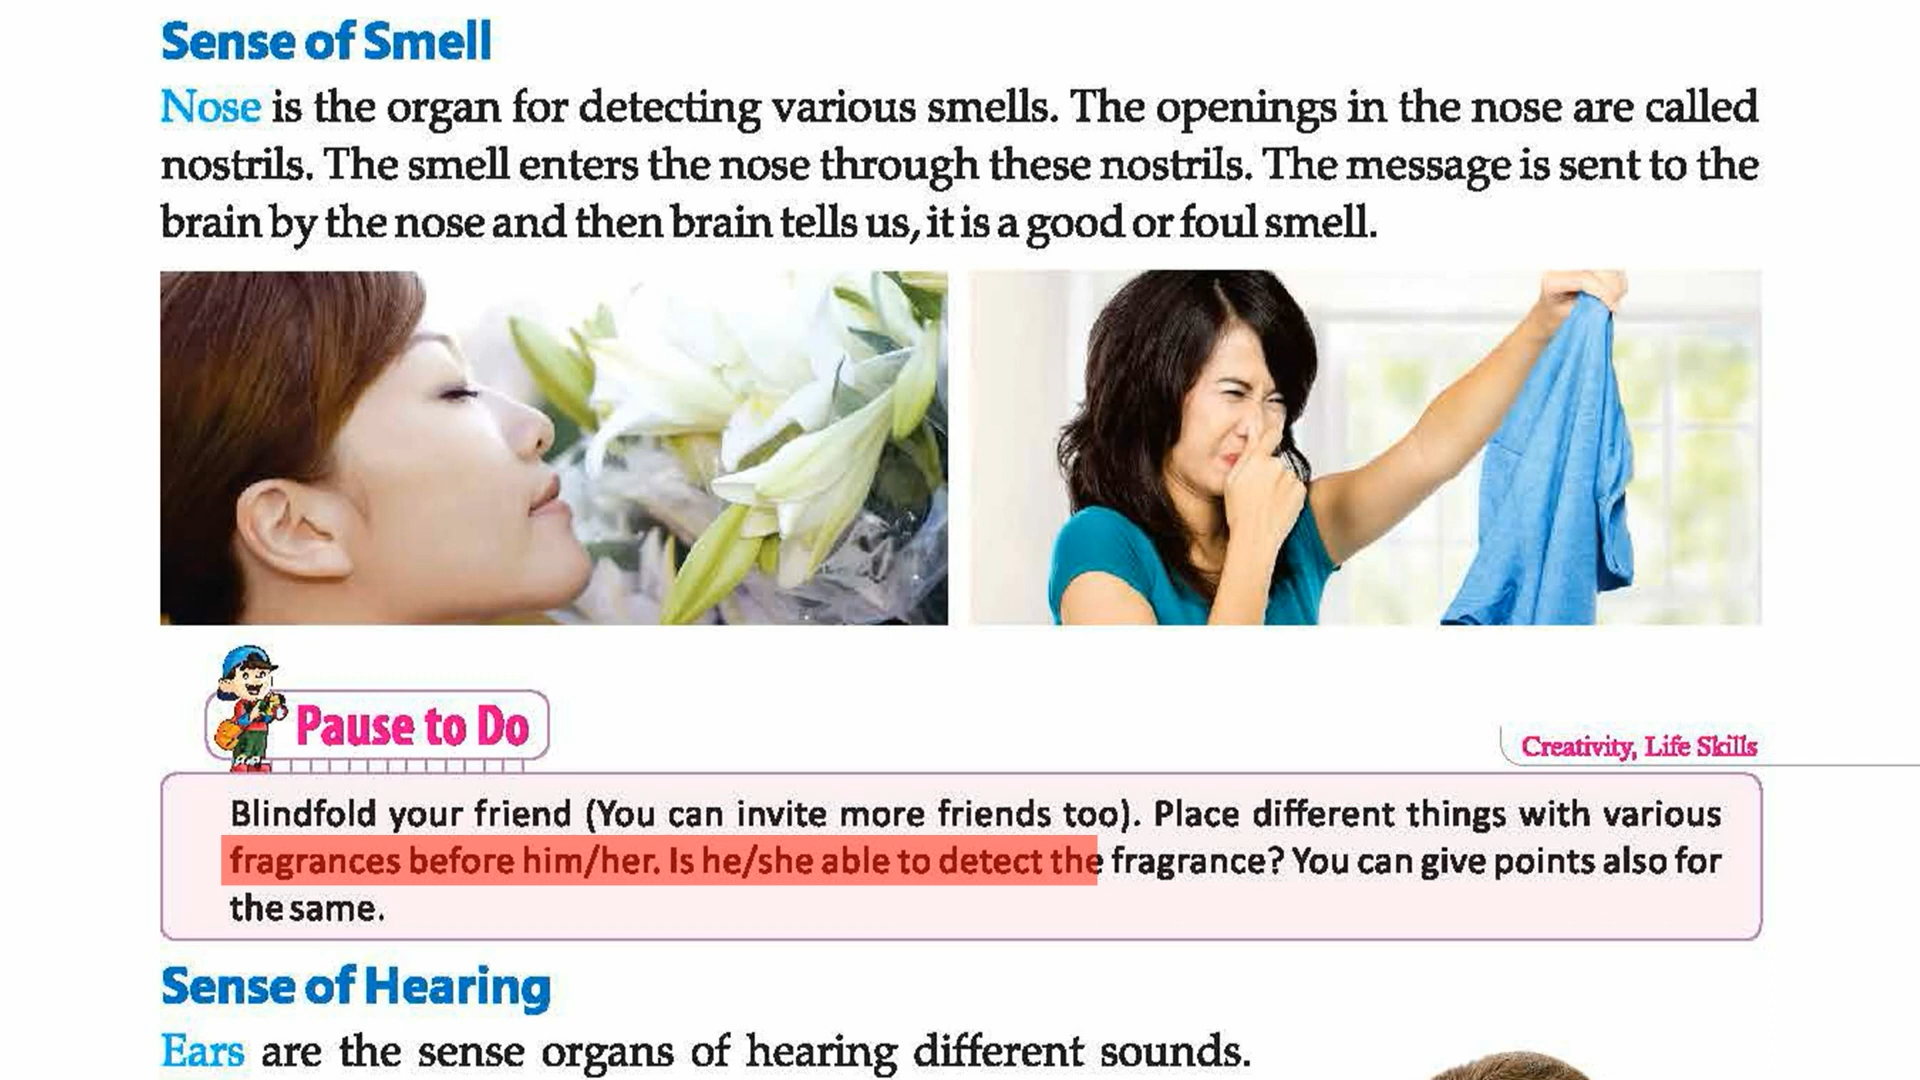 Sense of Smell
Nose is the organ for detecting various smells. The openings in the nose are called
nostrils. The smell enters the nose through these nostrils. The message is sent to the
brain by the nose and then brain tells us, it is a good or foul smell.
Pause to Do
Creativity, Life Skills
Blindfold your friend (You can invite more friends too). Place different things with various
fragrances before him/her. Is he/she able to detect the fragrance? You can give points also for
the same.
Sense of Hearing
Ears are the sense organs of hearing different sounds.